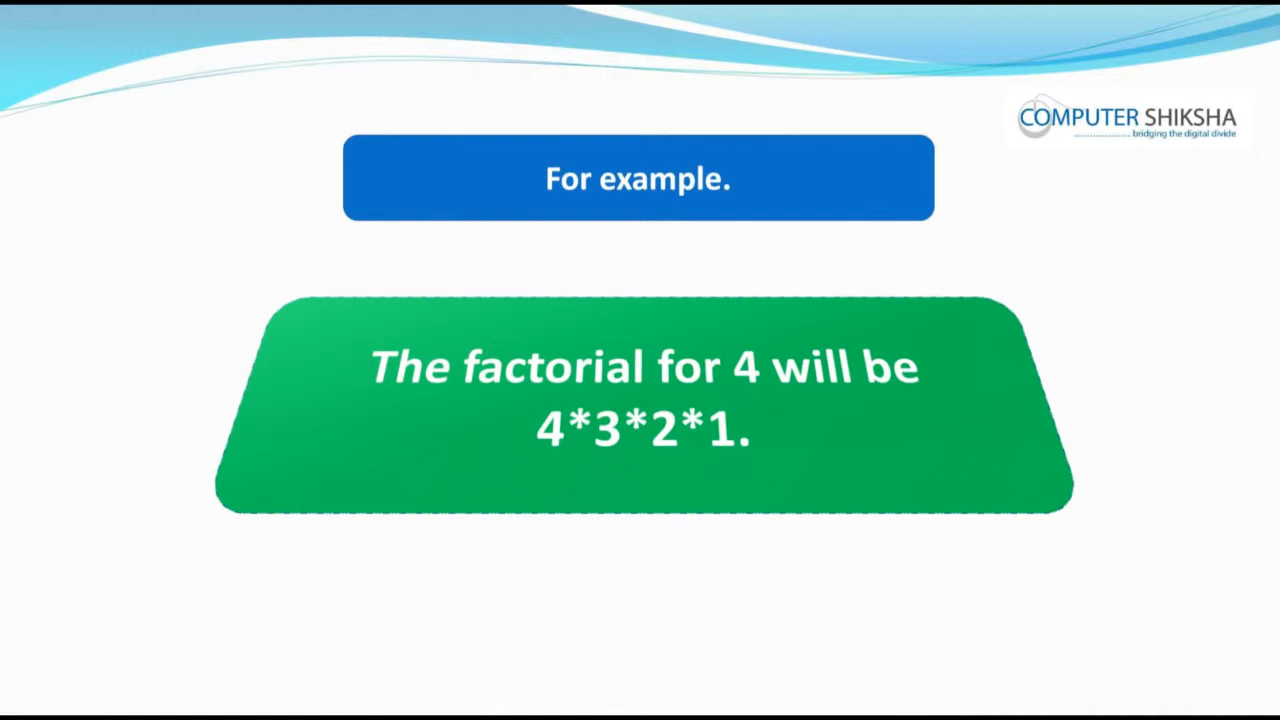 COMPUTER SHIKSHA
bridging the digital divide
For example.
The factorial for 4 will be
4*3*2*1.